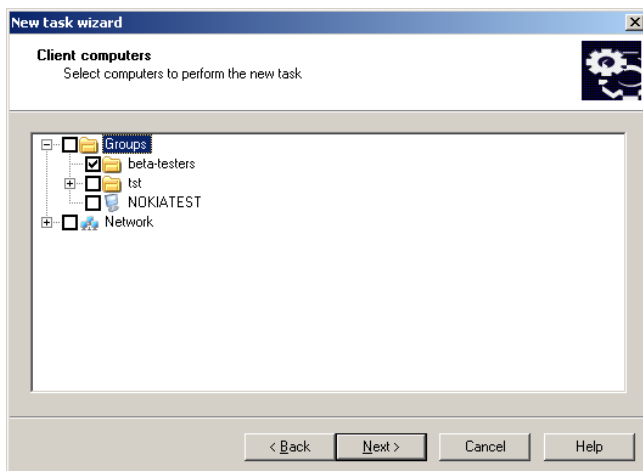 New task wizard
Client computers
Select computers to perform the new task
Groups
beta-testers
tst
NOKIATEST
Network
< Back Next > Cancel Help